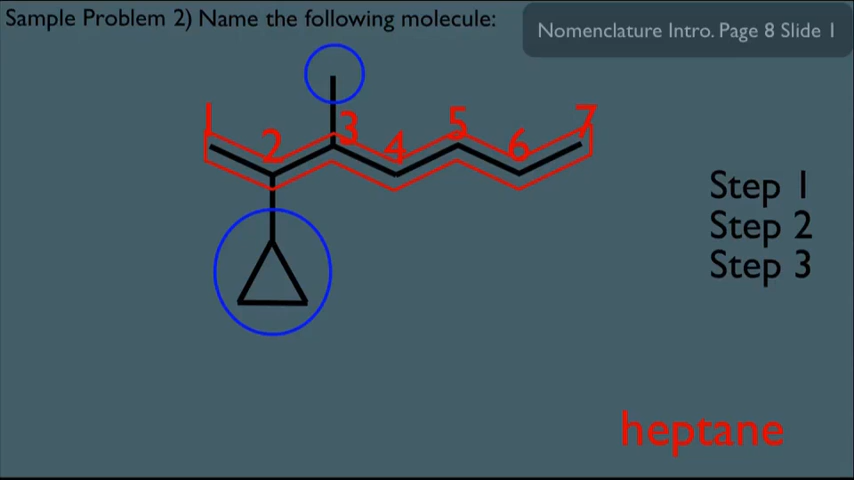 Sample Problem 2) Name the following molecule:
Nomenclature Intro. Page 8 Slide 1
1 2 3 4 5 6 7
Step 1
Step 2
Step 3
heptane